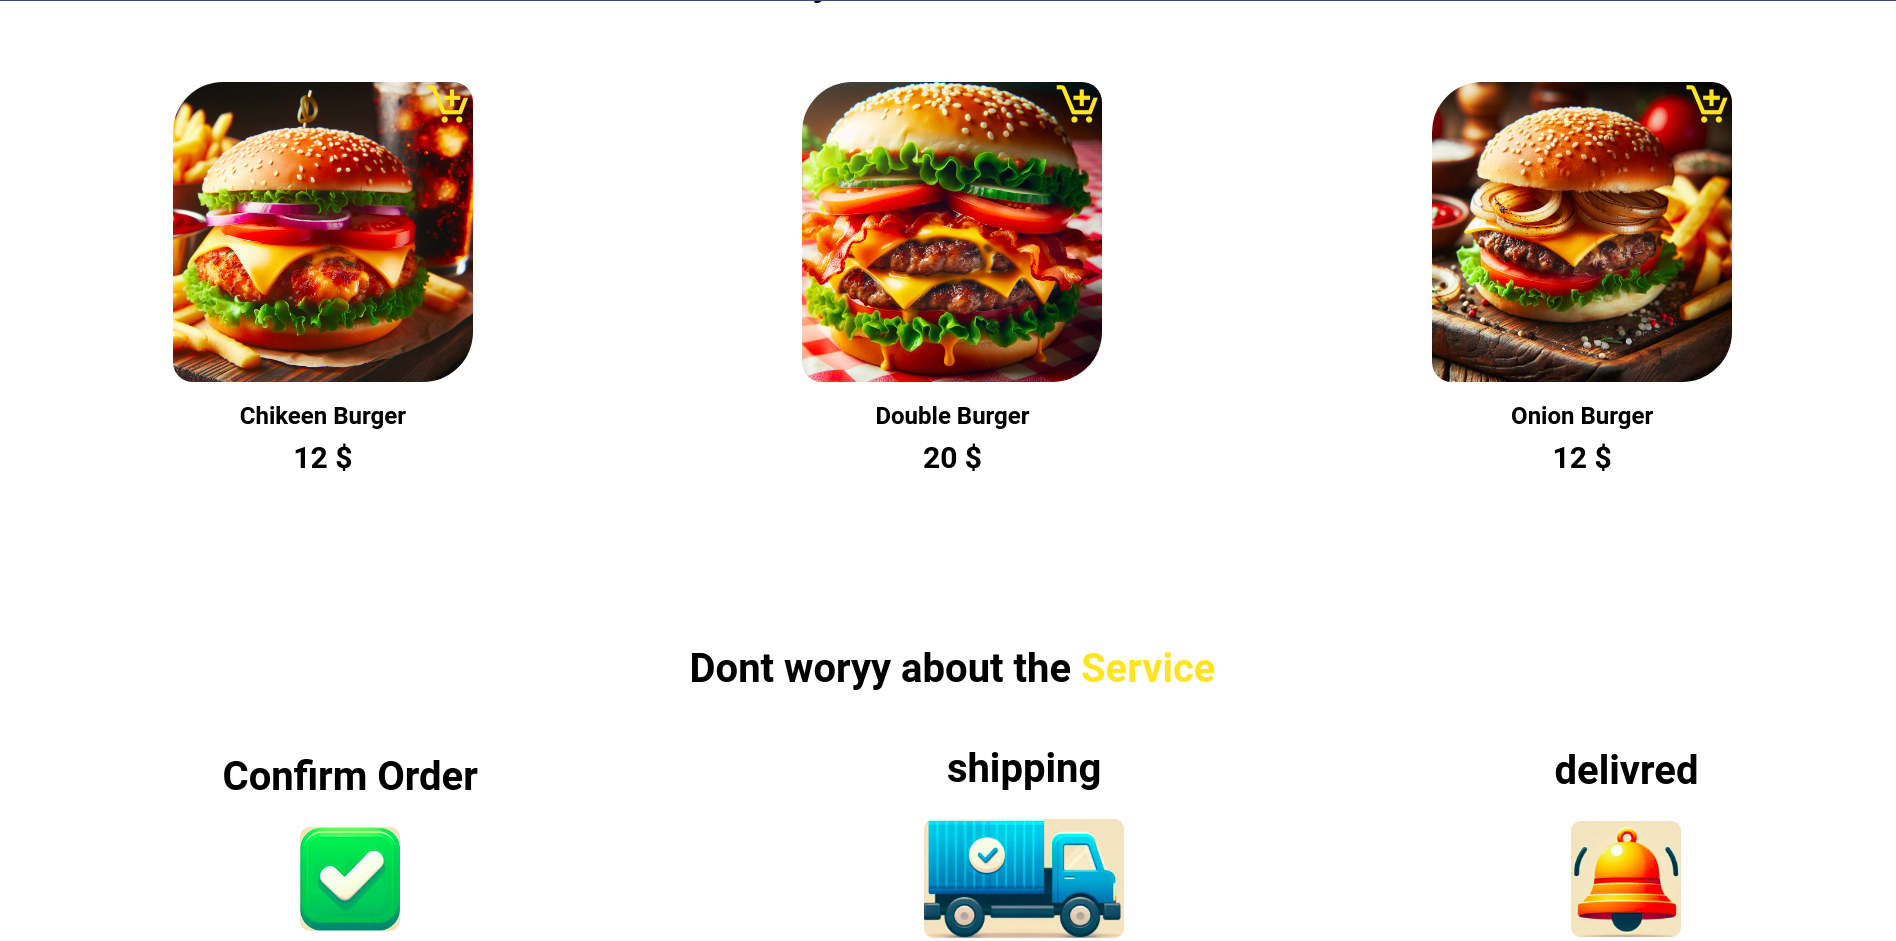 Chikeen Burger
12 $
Double Burger
20 $
Onion Burger
12 $
Dont woryy about the Service
Confirm Order
shipping
delivred